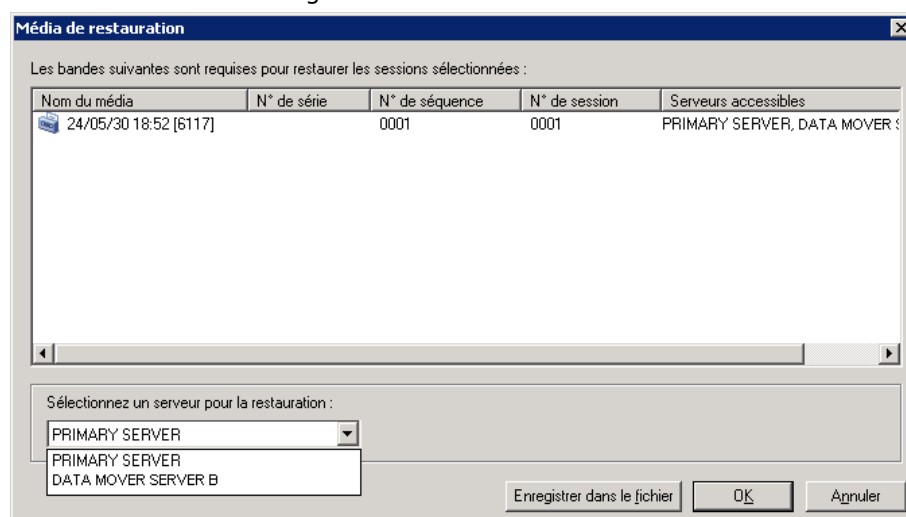 Média de restauration
Les bandes suivantes sont requises pour restaurer les sessions sélectionnées :
Nom du média N° de série N° de séquence N° de session Serveurs accessibles
24/05/30 18:52 [6117] 0001 0001 PRIMARY SERVER, DATA MOVER
Sélectionnez un serveur pour la restauration :
PRIMARY SERVER
PRIMARY SERVER
DATA MOVER SERVER B
Enregistrer dans le fichier OK Annuler